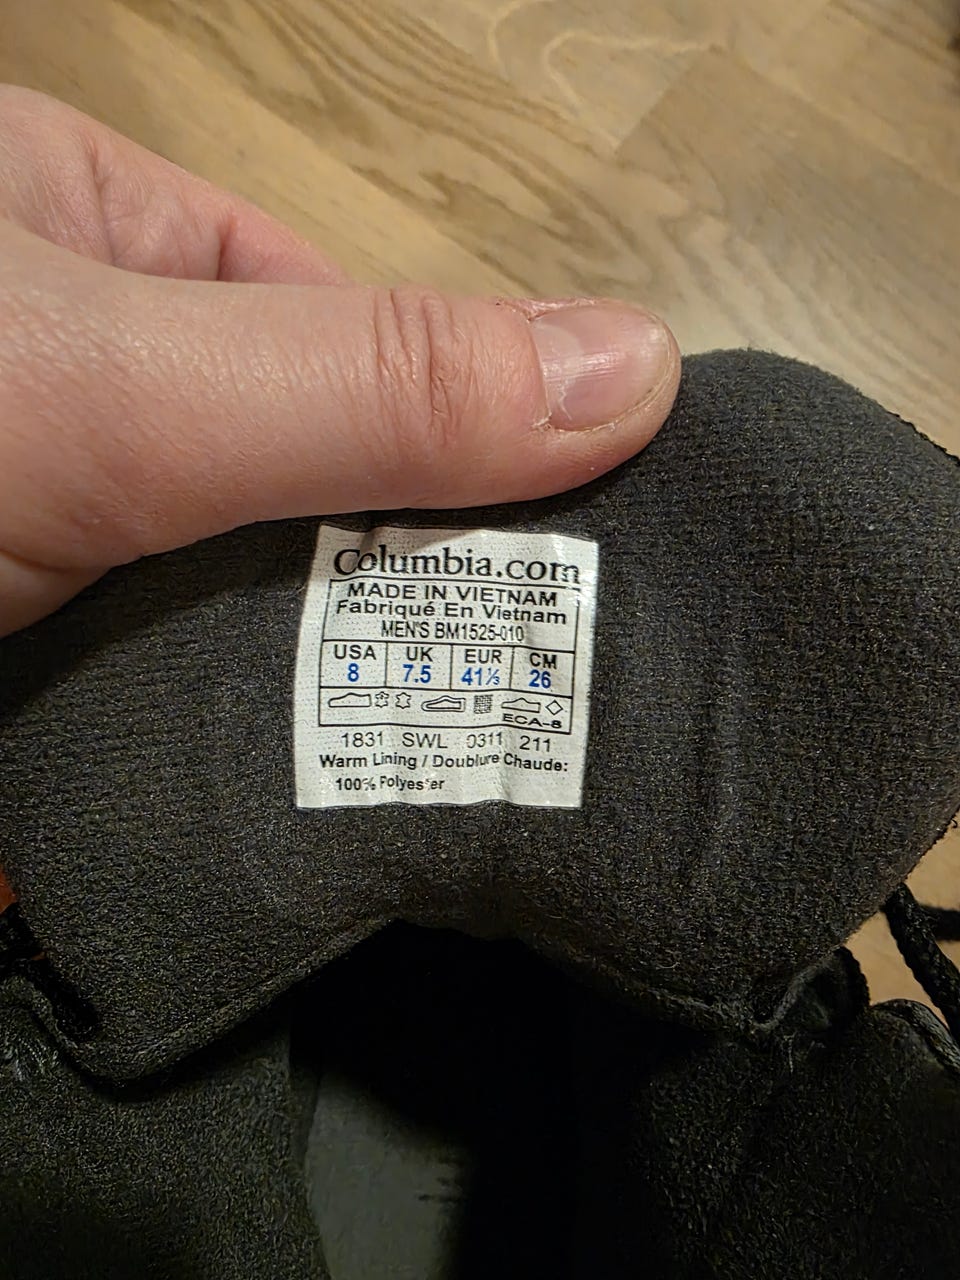 Columbia.com
MADE IN VIETNAM
Fabriqué En Vietnam
MEN'S BM1525-010
USA UK EUR CM
8 7.5 41⅓ 26
ECA-8
1831 SWL 0311 211
Warm Lining / Doublure Chaude:
100% Polyester